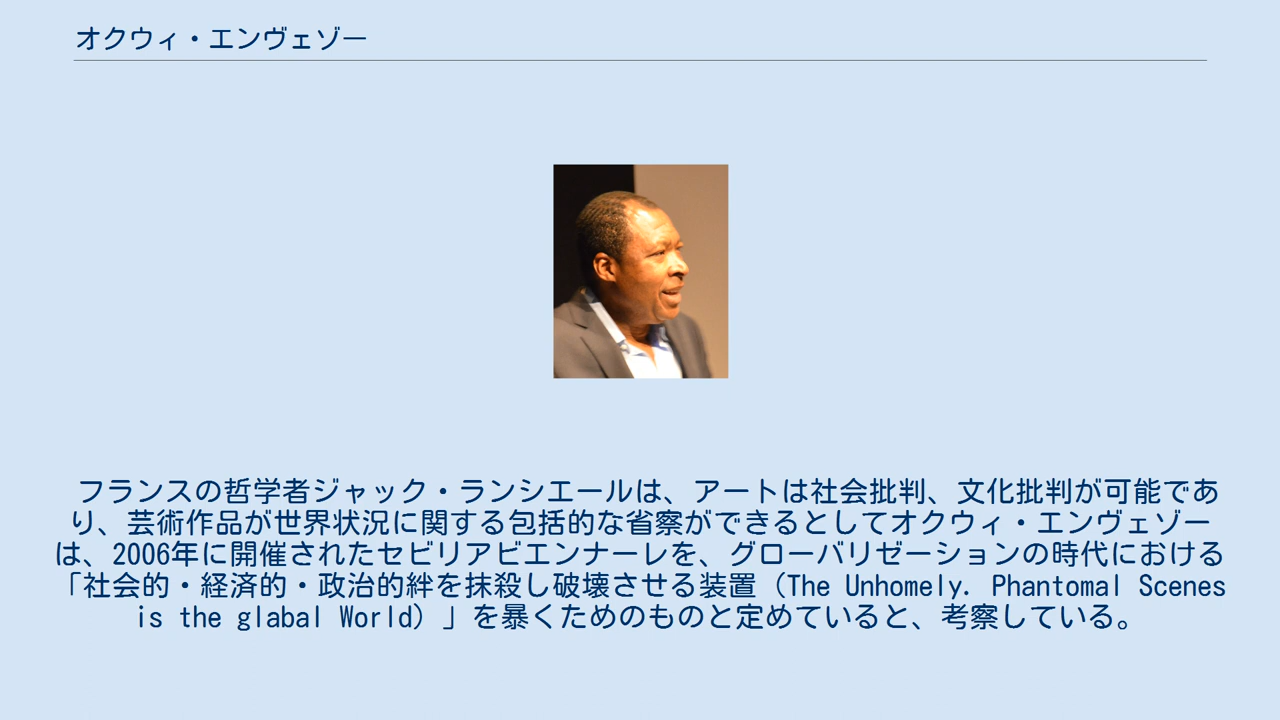 オクウィ・エンヴェゾー
フランスの哲学者ジャック・ランシエールは、アートは社会批判、文化批判が可能であ
り、芸術作品が世界状況に関する包括的な省察ができるとしてオクウィ・エンヴェゾー
は、2006年に開催されたセビリアビエンナーレを、グローバリゼーションの時代における
「社会的・経済的・政治的絆を抹殺し破壊させる装置（The Unhomely. Phantomal Scenes
is the glabal World）」を暴くためのものと定めていると、考察している。